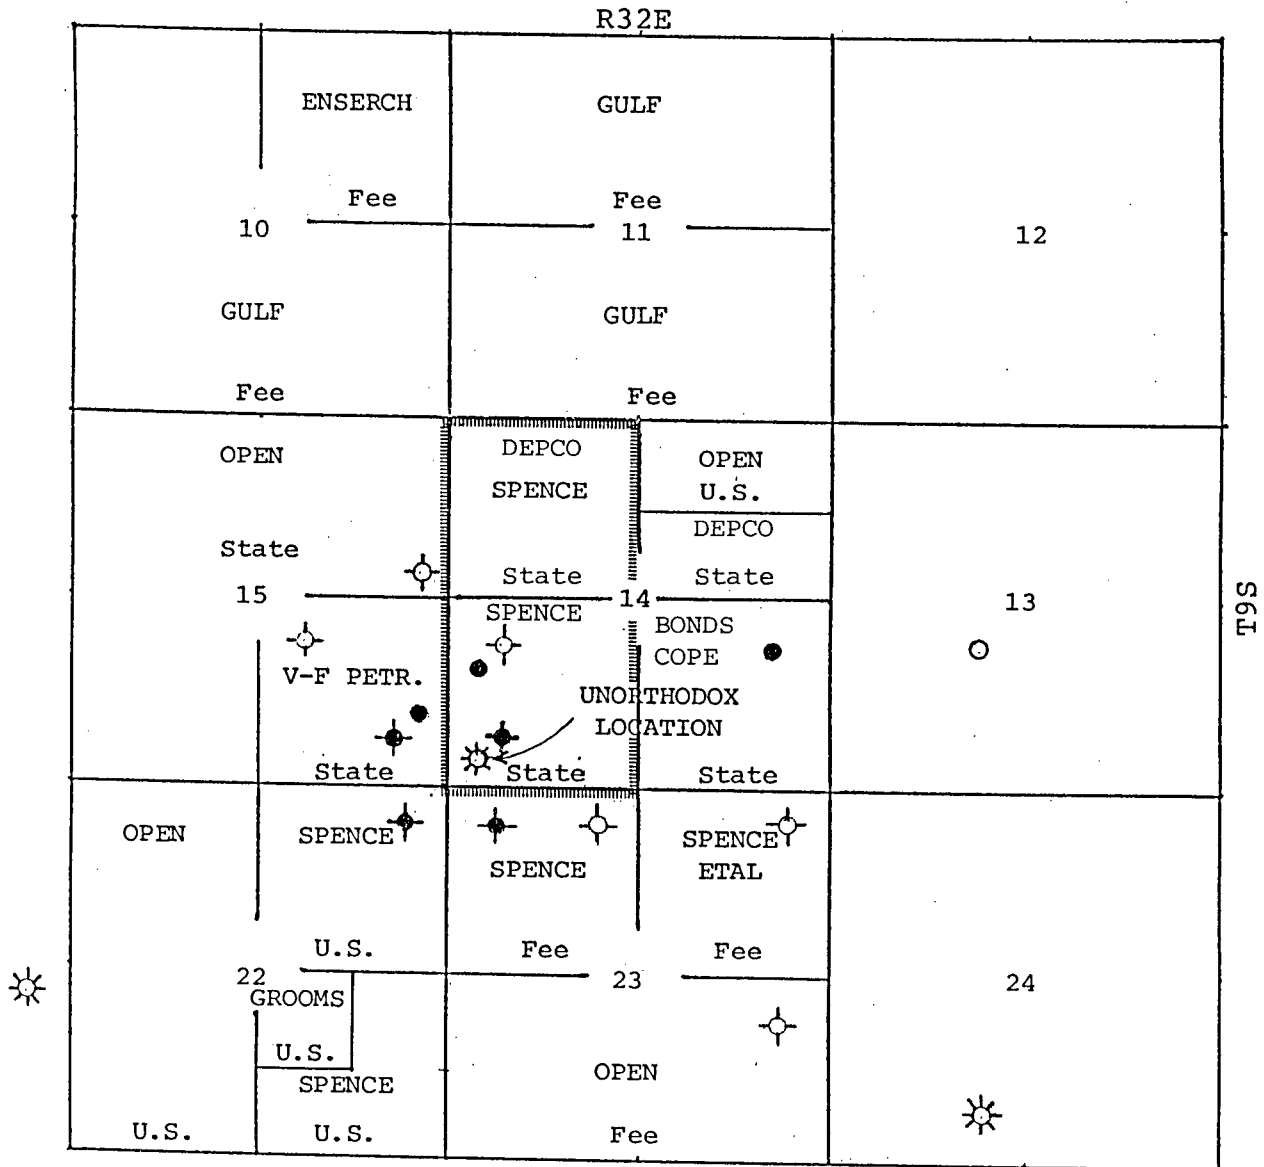 R32E
ENSERCH
GULF
Fee
Fee
10
11
12
GULF
GULF
Fee
Fee
OPEN
DEPCO
OPEN
SPENCE
U.S.
DEPCO
State
State
State
15
14
13
T9S
SPENCE
BONDS
COPE
V-F PETR.
UNORTHODOX
LOCATION
State
State
State
OPEN
SPENCE
SPENCE
SPENCE
ETAL
U.S.
Fee
Fee
22
23
24
GROOMS
U.S.
SPENCE
OPEN
U.S.
U.S.
Fee